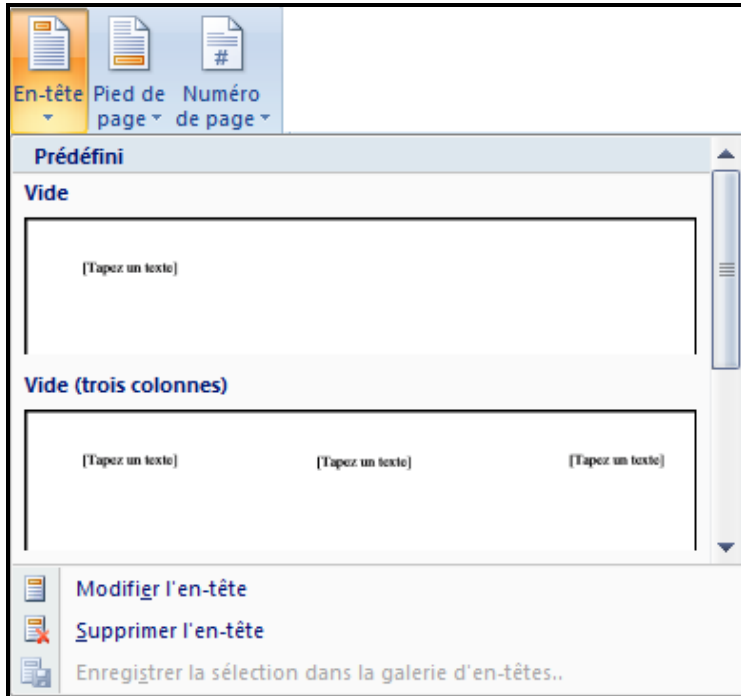 En-tête Pied de page Numéro de page
#
Prédéfini
Vide
[Tapez un texte]
Vide (trois colonnes)
[Tapez un texte] [Tapez un texte] [Tapez un texte]
Modifier l'en-tête
Supprimer l'en-tête
Enregistrer la sélection dans la galerie d'en-têtes..